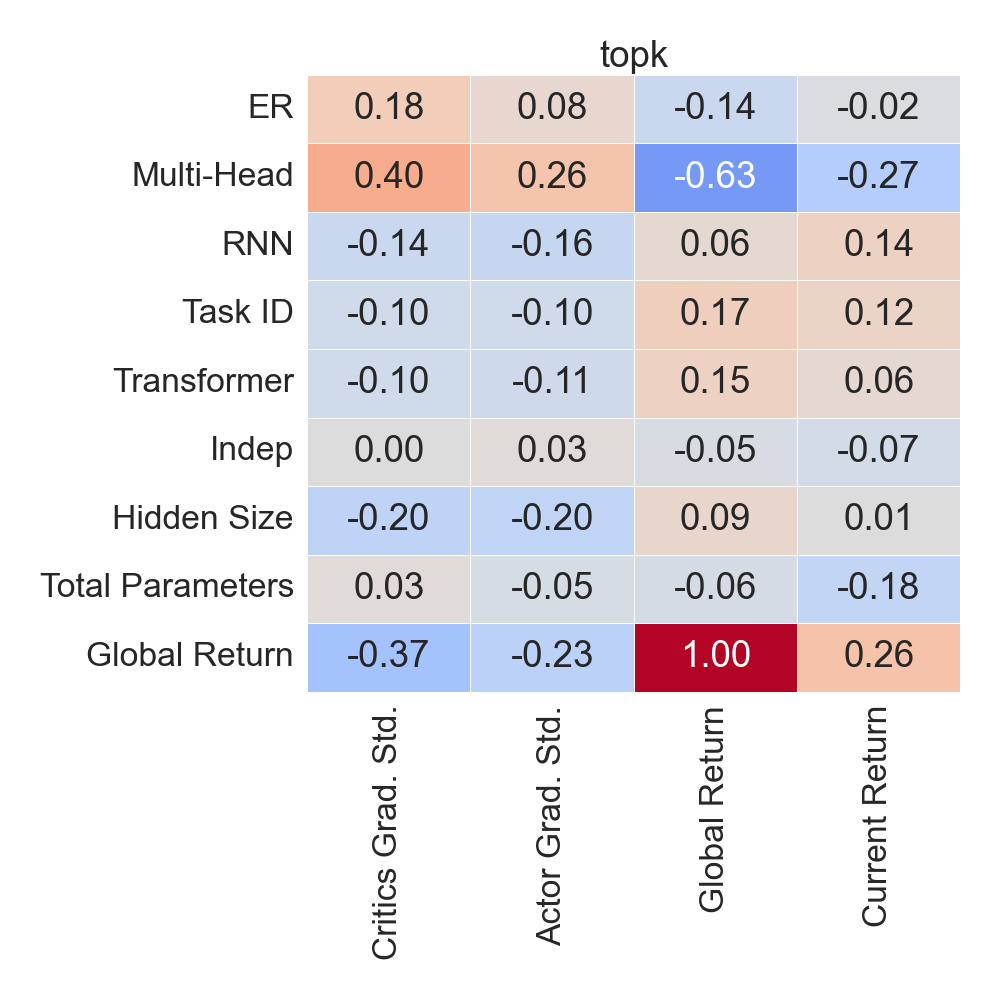 topk
ER 0.18 0.08 -0.14 -0.02
Multi-Head 0.40 0.26 -0.63 -0.27
RNN -0.14 -0.16 0.06 0.14
Task ID -0.10 -0.10 0.17 0.12
Transformer -0.10 -0.11 0.15 0.06
Indep 0.00 0.03 -0.05 -0.07
Hidden Size -0.20 -0.20 0.09 0.01
Total Parameters 0.03 -0.05 -0.06 -0.18
Global Return -0.37 -0.23 1.00 0.26
Critics Grad. Std.
Actor Grad. Std.
Global Return
Current Return